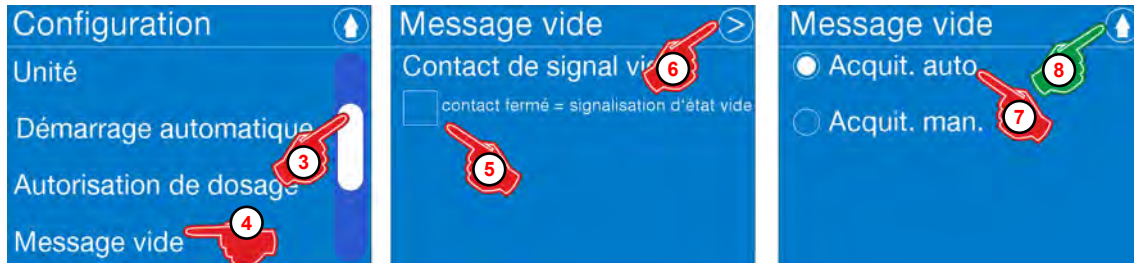 Configuration
Unité
Démarrage automatique
3
Autorisation de dosage
4
Message vide
Message vide
>
Contact de signal
6
contact fermé = signalisation d'état vide
5
Message vide
8
Acquit. auto
7
Acquit. man.